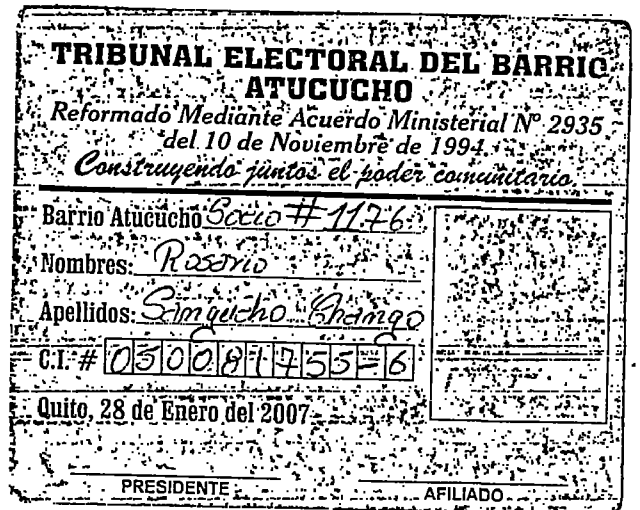 TRIBUNAL ELECTORAL DEL BARRIO
ATUCUCHO
Reformado Mediante Acuerdo Ministerial Nº 2935
del 10 de Noviembre de 1994
Construyendo juntos el poder comunitario
Barrio Atucucho Socio # 1176
Nombres: Rosario
Apellidos: Sangucho Chango
C.I. # 050081755-6
Quito, 28 de Enero del 2007
PRESIDENTE
AFILIADO